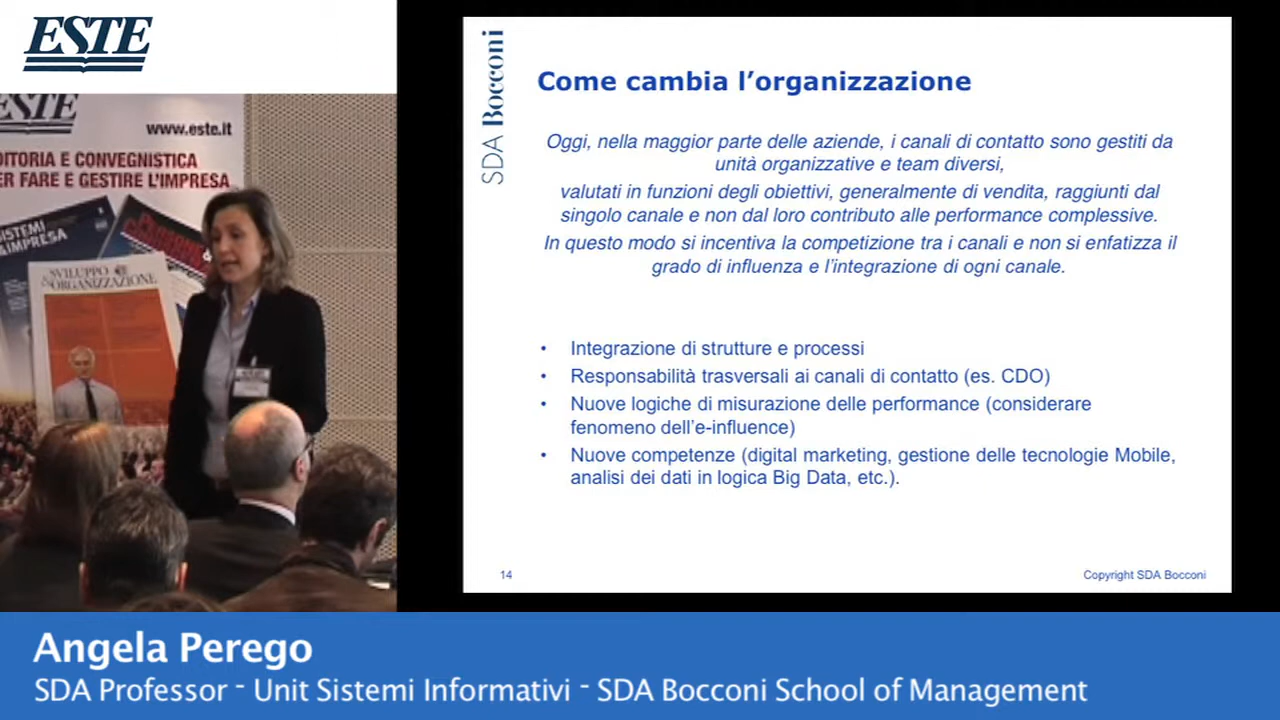 ESTE
ESTE
www.este.it
DITORIA E CONVEGNISTICA
ER FARE E GESTIRE L'IMPRESA
SISTEMI
&IMPRESA
SVILUPPO
&ORGANIZZAZIONE
SDA Bocconi
Come cambia l'organizzazione
Oggi, nella maggior parte delle aziende, i canali di contatto sono gestiti da
unità organizzative e team diversi,
valutati in funzioni degli obiettivi, generalmente di vendita, raggiunti dal
singolo canale e non dal loro contributo alle performance complessive.
In questo modo si incentiva la competizione tra i canali e non si enfatizza il
grado di influenza e l'integrazione di ogni canale.
• Integrazione di strutture e processi
• Responsabilità trasversali ai canali di contatto (es. CDO)
• Nuove logiche di misurazione delle performance (considerare
fenomeno dell'e-influence)
• Nuove competenze (digital marketing, gestione delle tecnologie Mobile,
analisi dei dati in logica Big Data, etc.).
14
Copyright SDA Bocconi
Angela Perego
SDA Professor - Unit Sistemi Informativi - SDA Bocconi School of Management